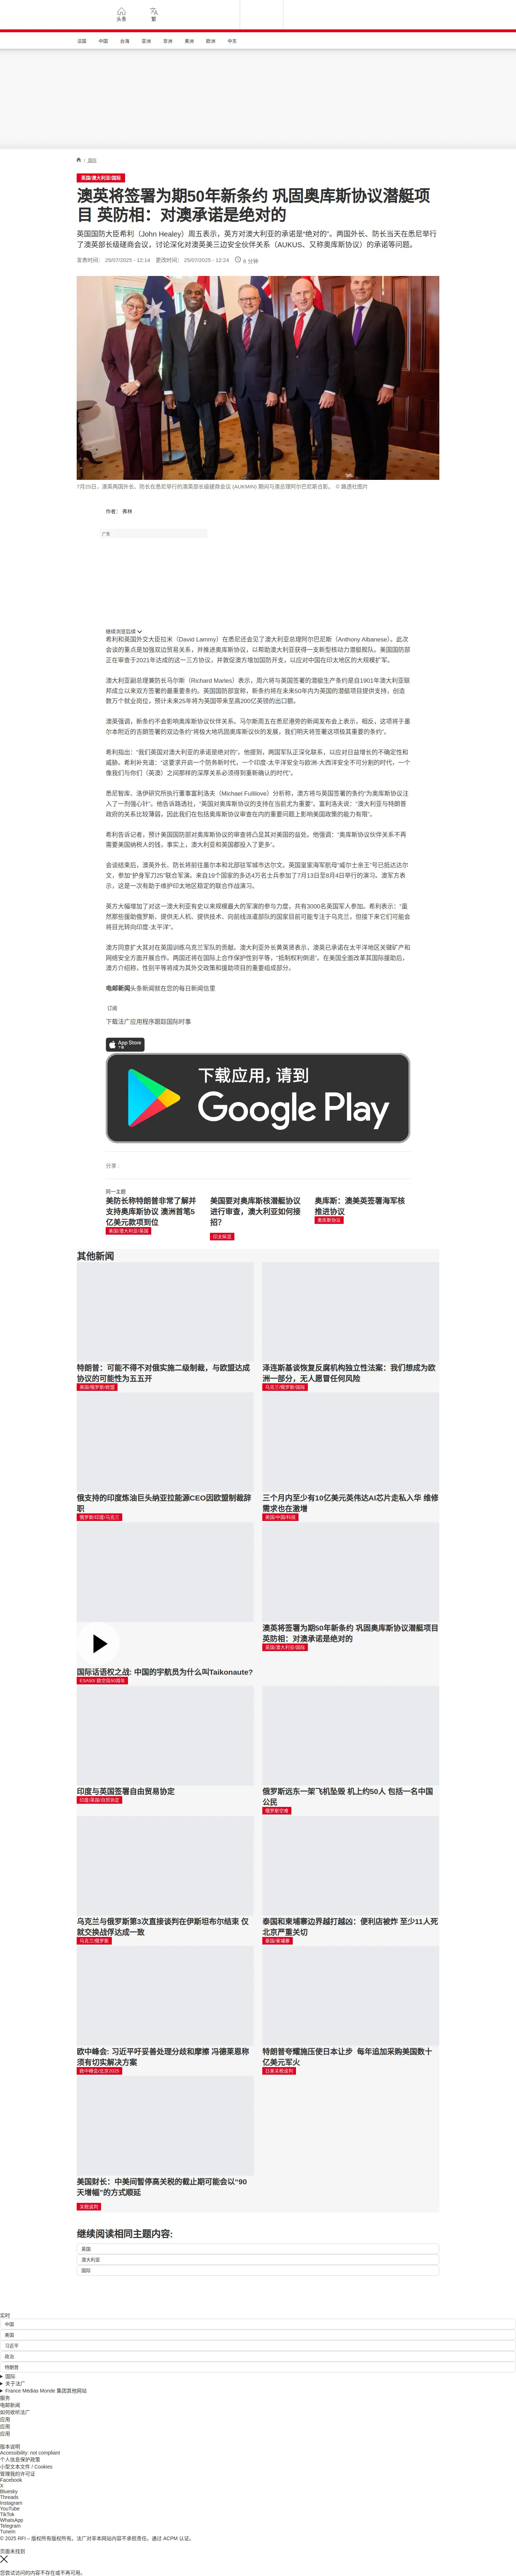 头条
繁
法国
中国
台海
亚洲
非洲
美洲
欧洲
中东
/ 国际
英国/澳大利亚/国际
澳英将签署为期50年新条约 巩固奥库斯协议潜艇项
目 英防相：对澳承诺是绝对的
英国国防大臣希利（John Healey）周五表示，英方对澳大利亚的承诺是“绝对的”。两国外长、防长当天在悉尼举行
了澳英部长级磋商会议，讨论深化对澳英美三边安全伙伴关系（AUKUS、又称奥库斯协议）的承诺等问题。
发表时间： 25/07/2025 - 12:14 更改时间： 25/07/2025 - 12:24 8 分钟
7月25日，澳英两国外长、防长在悉尼举行的澳英部长级磋商会议 (AUKMIN) 期间与澳总理阿尔巴尼斯合影。 © 路透社图片
作者： 弗林
广告
继续浏览后续
希利和英国外交大臣拉米（David Lammy）在悉尼还会见了澳大利亚总理阿尔巴尼斯（Anthony Albanese）。此次
会谈的重点是加强双边贸易关系，并推进奥库斯协议，以帮助澳大利亚获得一支新型核动力潜艇舰队。美国国防部
正在审查于2021年达成的这一三方协议，并敦促澳方增加国防开支，以应对中国在印太地区的大规模扩军。
澳大利亚副总理兼防长马尔斯（Richard Marles）表示，周六将与英国签署的潜艇生产条约是自1901年澳大利亚联
邦成立以来双方签署的最重要条约。英国国防部宣称，新条约将在未来50年内为英国的潜艇项目提供支持，创造
数万个就业岗位，预计未来25年将为英国带来至高200亿英镑的出口额。
澳英强调，新条约不会影响奥库斯协议伙伴关系。马尔斯周五在悉尼港旁的新闻发布会上表示，相反，这项将于墨
尔本附近的吉朗签署的双边条约“将极大地巩固奥库斯议伙的发展，我们明天将签署这项极其重要的条约”。
希利指出：“我们英国对澳大利亚的承诺是绝对的”。他提到，两国军队正深化联系，以应对日益增长的不确定性和
威胁。希利补充道：“这要求开启一个防务新时代，一个印度-太平洋安全与欧洲-大西洋安全不可分割的时代，一个
像我们与你们（英澳）之间那样的深厚关系必须得到重新确认的时代”。
悉尼智库、洛伊研究所执行董事富利洛夫（Michael Fullilove）分析称，澳方将与英国签署的条约“为奥库斯协议注
入了一剂强心针”。他告诉路透社，“英国对奥库斯协议的支持在当前尤为重要”。富利洛夫说：“澳大利亚与特朗普
政府的关系比较薄弱，因此我们在包括奥库斯协议审查在内的重要问题上影响美国政策的能力有限”。
希利告诉记者，预计美国国防部对奥库斯协议的审查将凸显其对美国的益处。他强调：“奥库斯协议伙伴关系不再
需要美国纳税人的钱，事实上，澳大利亚和英国都投入了更多”。
会谈结束后，澳英外长、防长将前往墨尔本和北部驻军城市达尔文。英国皇家海军航母“威尔士亲王”号已抵达达尔
文，参加“护身军刀25”联合军演。来自19个国家的多达4万名士兵参加了7月13日至8月4日举行的演习。澳军方表
示，这是一次有助于维护印太地区稳定的联合作战演习。
英方大幅增加了对这一澳大利亚有史以来规模最大的军演的参与力度，共有3000名英国军人参加。希利表示：“虽
然那些援助俄罗斯、提供无人机、提供技术、向前线派遣部队的国家目前可能专注于乌克兰，但接下来它们可能会
将目光转向印度-太平洋”。
澳方同意扩大其对在英国训练乌克兰军队的贡献。澳大利亚外长黄英贤表示，澳英已承诺在太平洋地区关键矿产和
网络安全方面开展合作。两国还将在国际上合作保护性别平等，“抵制权利倒退”。在美国全面改革其国际援助后，
澳方介绍称，性别平等将成为其外交政策和援助项目的重要组成部分。
电邮新闻头条新闻就在您的每日新闻信里
订阅
下载法广应用程序跟踪国际时事
App Store
下载
下载应用，请到
Google Play
分享 :
同一主题
美防长称特朗普非常了解并
支持奥库斯协议 澳洲首笔5
亿美元款项到位
美国/澳大利亚/英国
美国要对奥库斯核潜艇协议
进行审查，澳大利亚如何接
招?
印太纵览
奥库斯：澳美英签署海军核
推进协议
奥库斯协议
其他新闻
特朗普：可能不得不对俄实施二级制裁，与欧盟达成
协议的可能性为五五开
美国/俄罗斯/欧盟
泽连斯基谈恢复反腐机构独立性法案：我们想成为欧
洲一部分，无人愿冒任何风险
乌克兰/俄罗斯/国际
俄支持的印度炼油巨头纳亚拉能源CEO因欧盟制裁辞
职
俄罗斯/印度/乌克兰
三个月内至少有10亿美元英伟达AI芯片走私入华 维修
需求也在激增
美国/中国/科技
国际话语权之战: 中国的宇航员为什么叫Taikonaute?
ESA50/ 欧空局50周年
澳英将签署为期50年新条约 巩固奥库斯协议潜艇项目
英防相：对澳承诺是绝对的
英国/澳大利亚/国际
印度与英国签署自由贸易协定
印度/英国/自贸协定
俄罗斯远东一架飞机坠毁 机上约50人 包括一名中国
公民
俄罗斯空难
乌克兰与俄罗斯第3次直接谈判在伊斯坦布尔结束 仅
就交换战俘达成一致
乌克兰/俄罗斯
泰国和柬埔寨边界越打越凶：便利店被炸 至少11人死
北京严重关切
泰国/柬埔寨
欧中峰会: 习近平吁妥善处理分歧和摩擦 冯德莱恩称
须有切实解决方案
欧中峰会/北京2025
特朗普夸耀施压使日本让步 每年追加采购美国数十
亿美元军火
日美关税谈判
美国财长：中美间暂停高关税的截止期可能会以“90
天增幅”的方式顺延
关税谈判
继续阅读相同主题内容:
英国
澳大利亚
国际
实时
中国
美国
习近平
政治
特朗普
国际
关于法广
France Médias Monde 集团其他网站
服务
电邮新闻
如何收听法广
应用
应用
应用
版本说明
Accessibility: not compliant
个人信息保护政策
小型文本文件 / Cookies
管理我的许可证
Facebook
X
Bluesky
Threads
Instagram
YouTube
TikTok
WhatsApp
Telegram
Tunein
© 2025 RFI – 版权所有版权所有。法广对非本网站内容不承担责任。通过 ACPM 认证。
页面未找到
您尝试访问的内容不存在或不再可用。